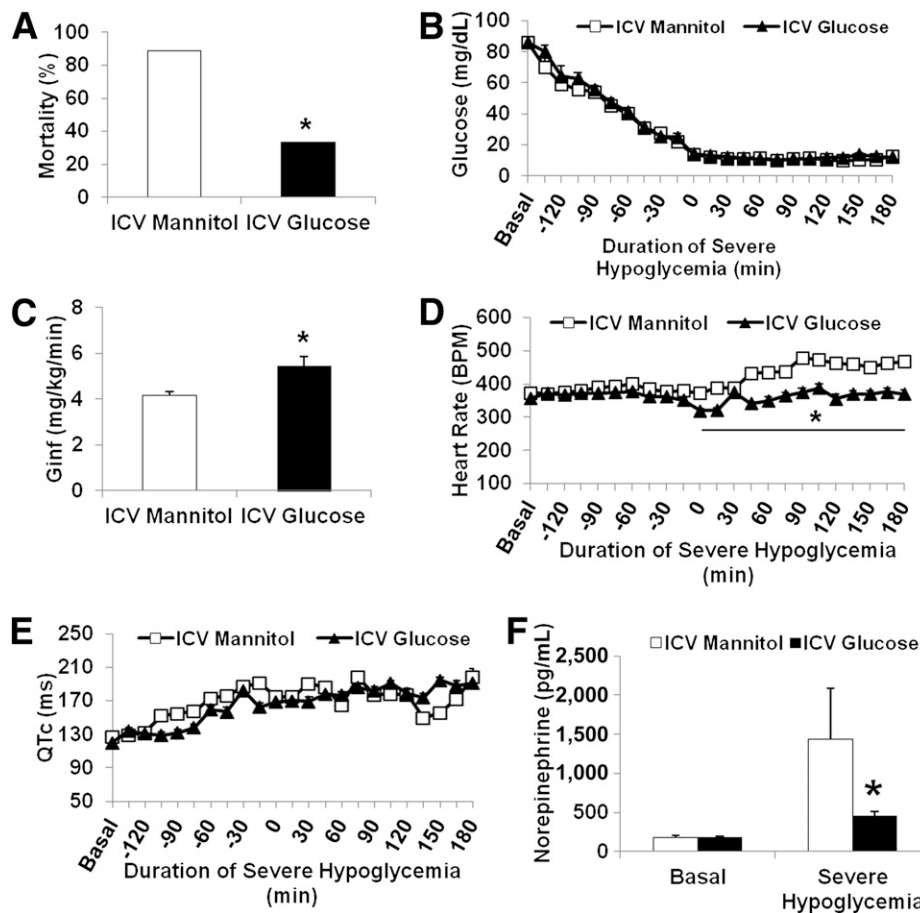 A
Mortality (%)
100
80
60
40
20
0
*
ICV Mannitol ICV Glucose
B
ICV Mannitol ICV Glucose
Glucose (mg/dL)
100
80
60
40
20
0
Basal -120 -90 -60 -30 0 30 60 90 120 150 180
Duration of Severe
Hypoglycemia (min)
C
Ginf (mg/kg/min)
8
6
4
2
0
*
ICV Mannitol ICV Glucose
D
ICV Mannitol ICV Glucose
Heart Rate (BPM)
600
500
400
300
200
100
*
Basal -120 -90 -60 -30 0 30 60 90 120 150 180
Duration of Severe Hypoglycemia
(min)
E
ICV Mannitol ICV Glucose
QTc (ms)
250
210
170
130
90
50
Basal -120 -90 -60 -30 0 30 60 90 120 150 180
Duration of Severe Hypoglycemia
(min)
F
ICV Mannitol ICV Glucose
Norepinephrine (pg/mL)
2,500
2,000
1,500
1,000
500
0
*
Basal Severe
Hypoglycemia